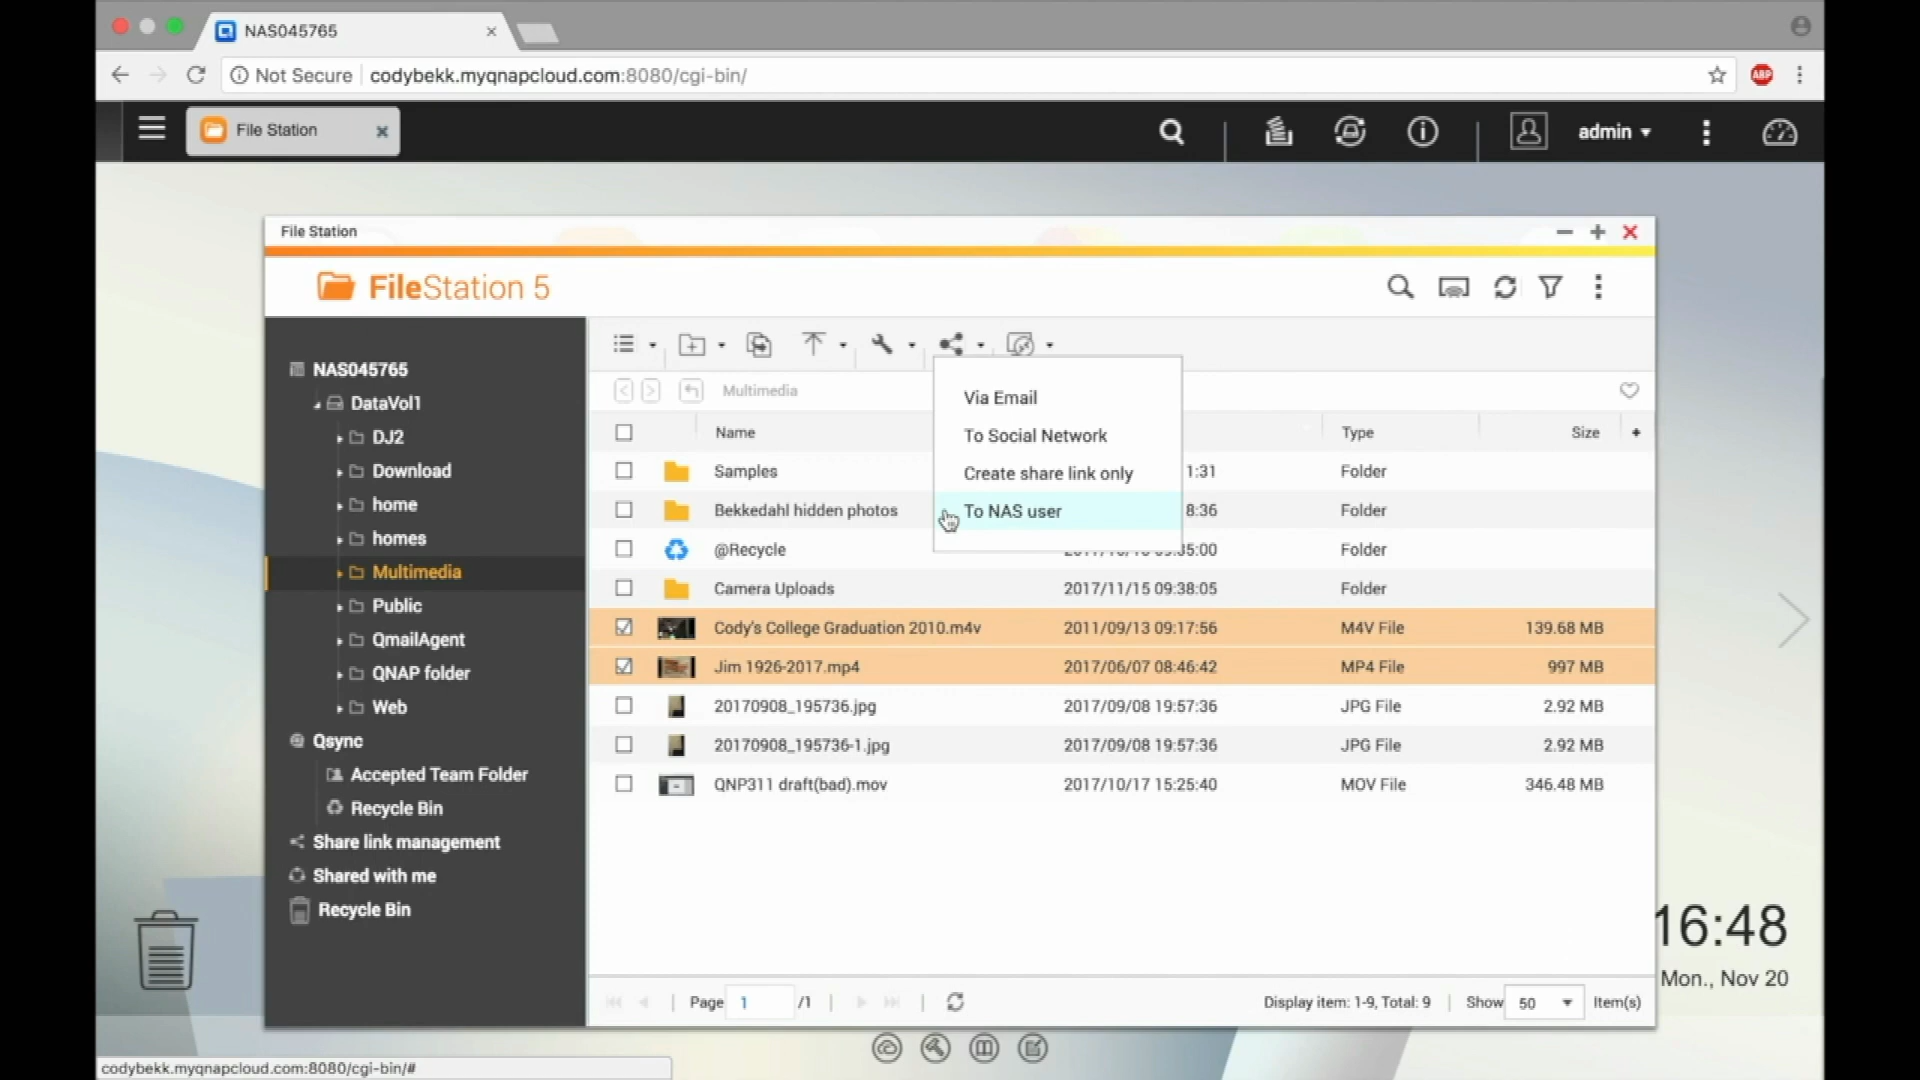 NAS045765
Not Secure
codybekk.myqnapcloud.com:8080/cgi-bin/
ABP
File Station
admin
File Station
FileStation 5
NAS045765
DataVol1
DJ2
Download
home
homes
Multimedia
Public
QmailAgent
QNAP folder
Web
Qsync
Accepted Team Folder
Recycle Bin
Share link management
Shared with me
Recycle Bin
Multimedia
Via Email
To Social Network
Create share link only
To NAS user
Name Type Size
Samples 1:31 Folder
Bekkedahl hidden photos 8:36 Folder
@Recycle Folder
Camera Uploads 2017/11/15 09:38:05 Folder
Cody's College Graduation 2010.m4v 2011/09/13 09:17:56 M4V File 139.68 MB
Jim 1926-2017.mp4 2017/06/07 08:46:42 MP4 File 997 MB
20170908_195736.jpg 2017/09/08 19:57:36 JPG File 2.92 MB
20170908_195736-1.jpg 2017/09/08 19:57:36 JPG File 2.92 MB
QNP311 draft(bad).mov 2017/10/17 15:25:40 MOV File 346.48 MB
Page 1 /1
Display item: 1-9, Total: 9 Show 50 Item(s)
16:48
Mon., Nov 20
codybekk.myqnapcloud.com:8080/cgi-bin/#